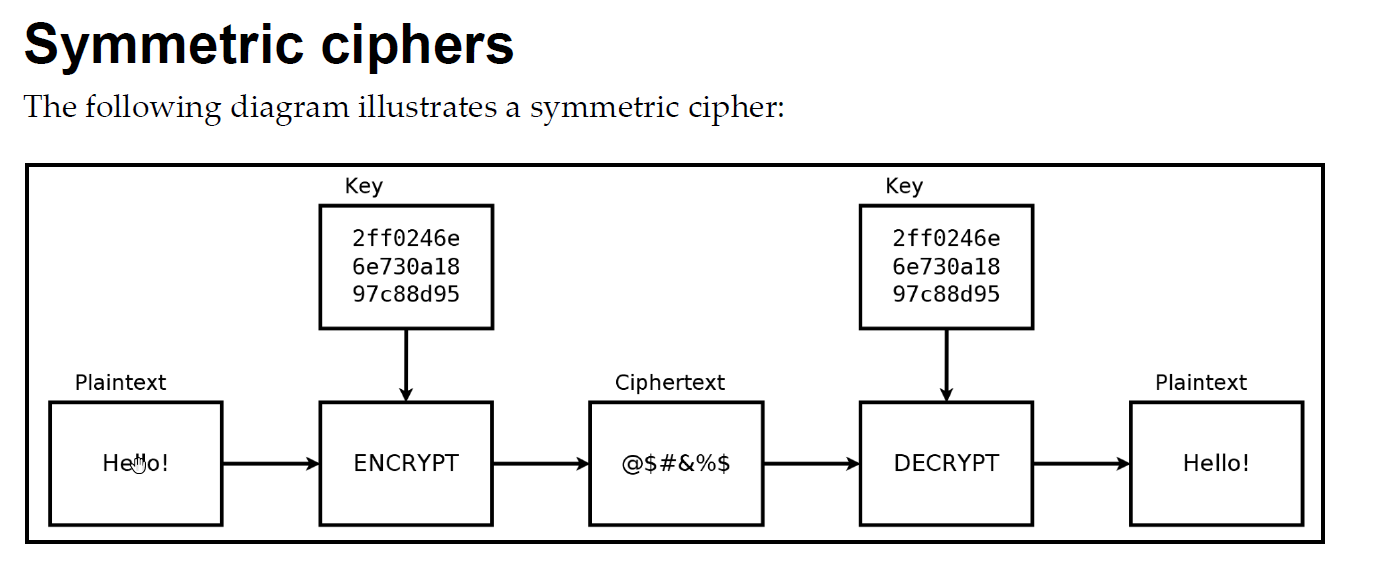 Symmetric ciphers
The following diagram illustrates a symmetric cipher:
Key
2ff0246e
6e730a18
97c88d95
Key
2ff0246e
6e730a18
97c88d95
Plaintext
Hello!
ENCRYPT
Ciphertext
@$#&%$
DECRYPT
Plaintext
Hello!